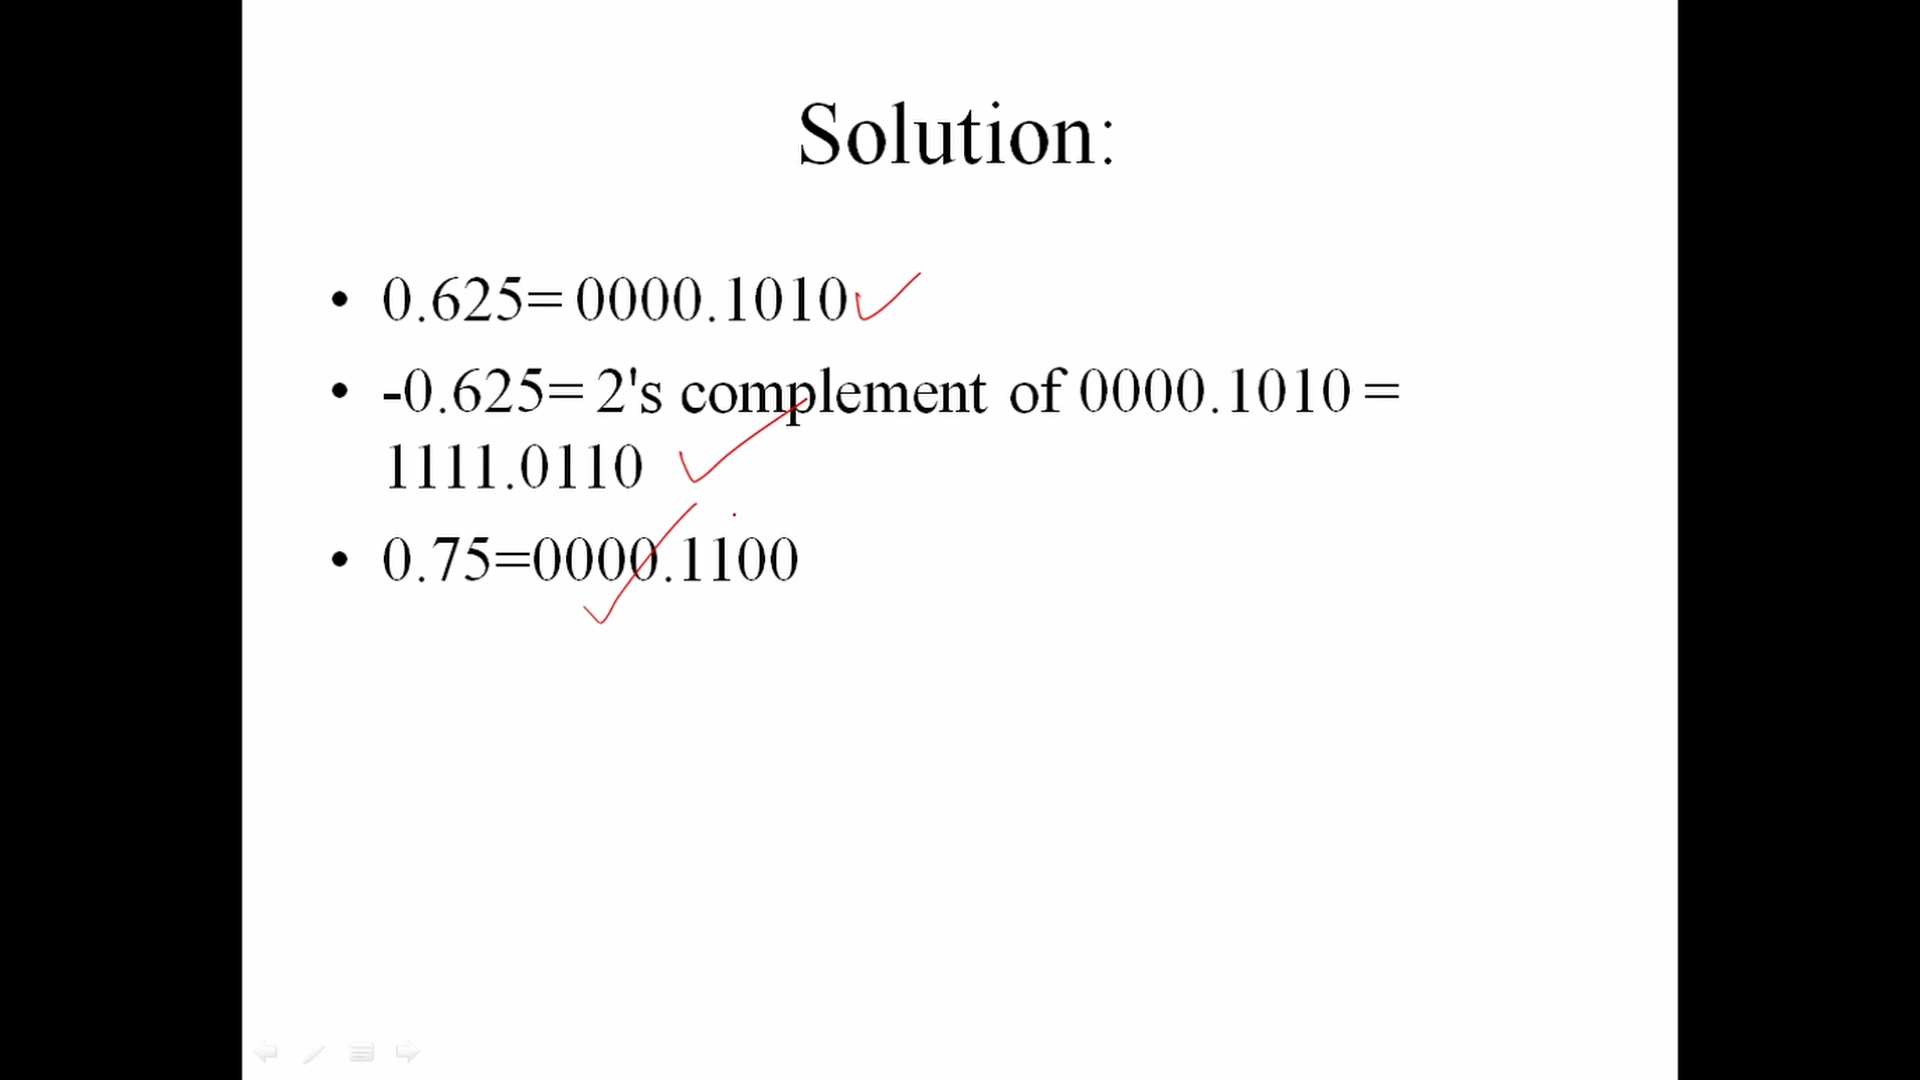 Solution:
• 0.625= 0000.1010
• -0.625= 2's complement of 0000.1010 =
1111.0110
• 0.75=0000.1100